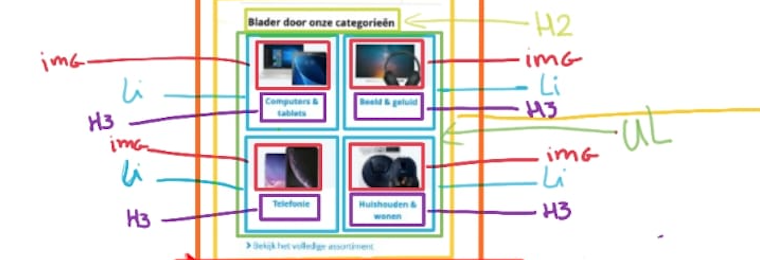 Blader door onze categorieën
H2
img
img
Li
Computers & tablets
Beeld & geluid
Li
H3
H3
UL
img
img
Li
Li
Telefonie
Huishouden & wonen
H3
H3
Bekijk het volledige assortiment